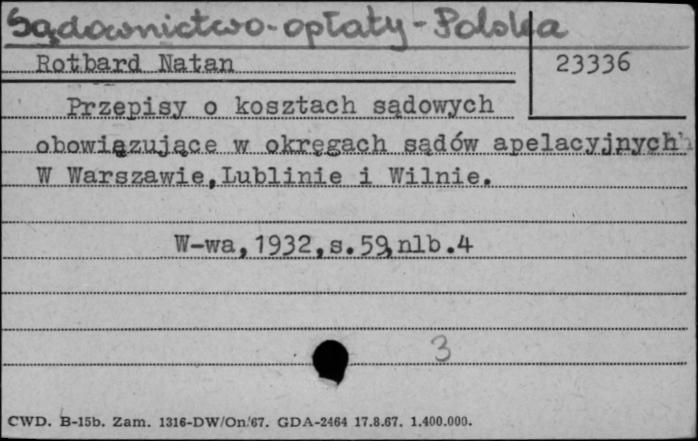 Sądownictwo-opłaty-Polska
Rotbard Natan
23336
Przepisy o kosztach sądowych
obowiązujące w okręgach sądów apelacyjnych
W Warszawie,Lublinie i Wilnie.
W-wa,1932,s.59,nlb.4
3
CWD. B-15b. Zam. 1316-DW/On/67. GDA-2464 17.8.67. 1.400.000.